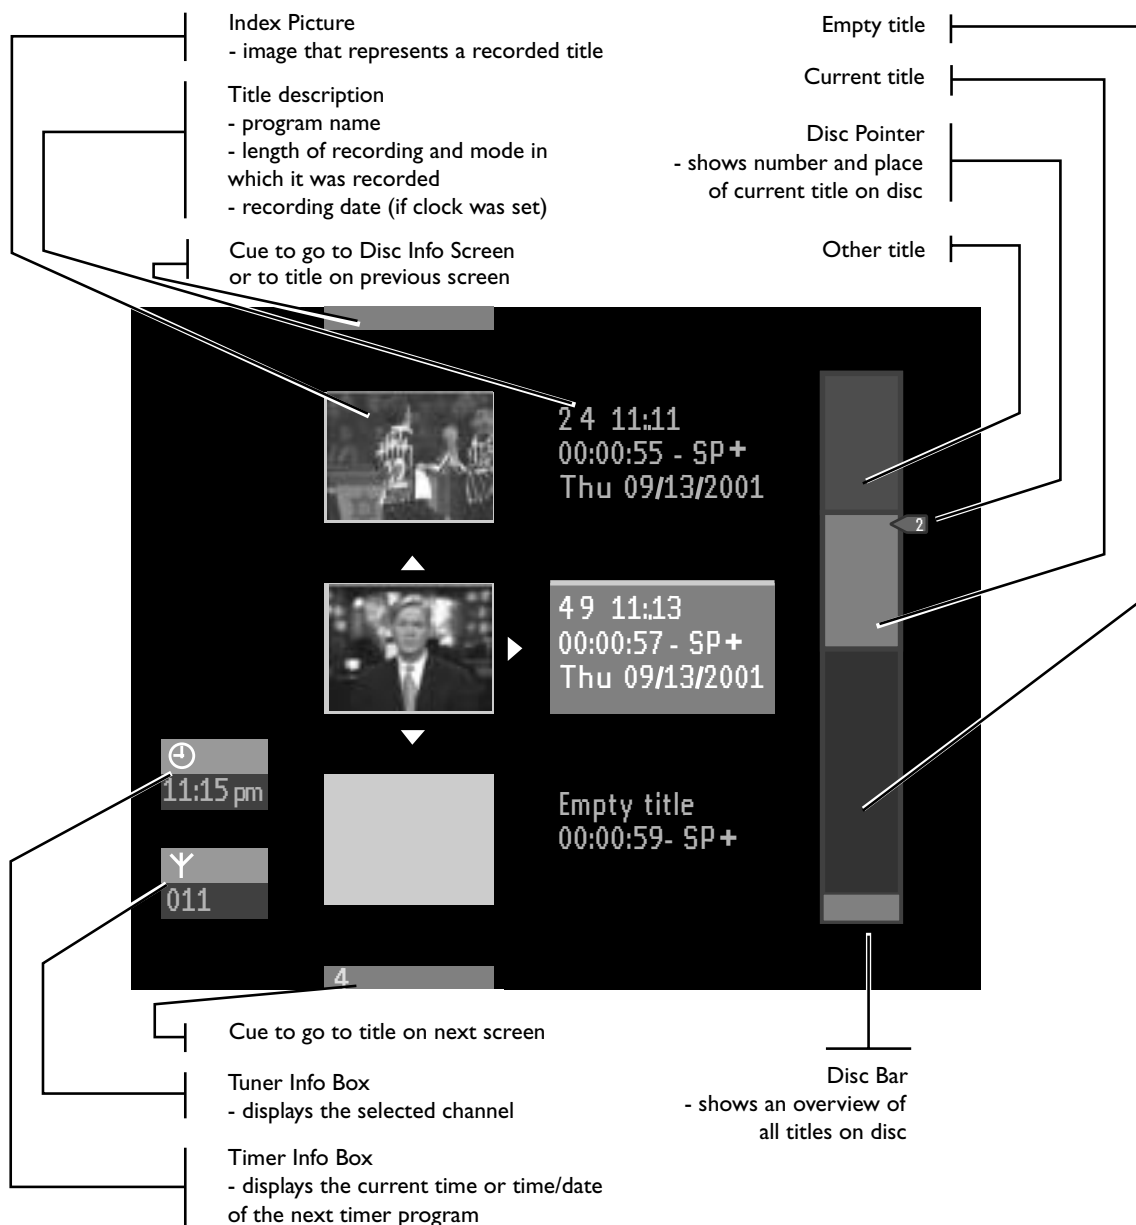 Index Picture
- image that represents a recorded title
Title description
- program name
- length of recording and mode in
which it was recorded
- recording date (if clock was set)
Cue to go to Disc Info Screen
or to title on previous screen
Empty title
Current title
Disc Pointer
- shows number and place
of current title on disc
Other title
2 4 11:11
00:00:55 - SP+
Thu 09/13/2001
2
12
4 9 11:13
00:00:57 - SP+
Thu 09/13/2001
11:15 pm
Empty title
00:00:59- SP+
011
4
Cue to go to title on next screen
Tuner Info Box
- displays the selected channel
Timer Info Box
- displays the current time or time/date
of the next timer program
Disc Bar
- shows an overview of
all titles on disc